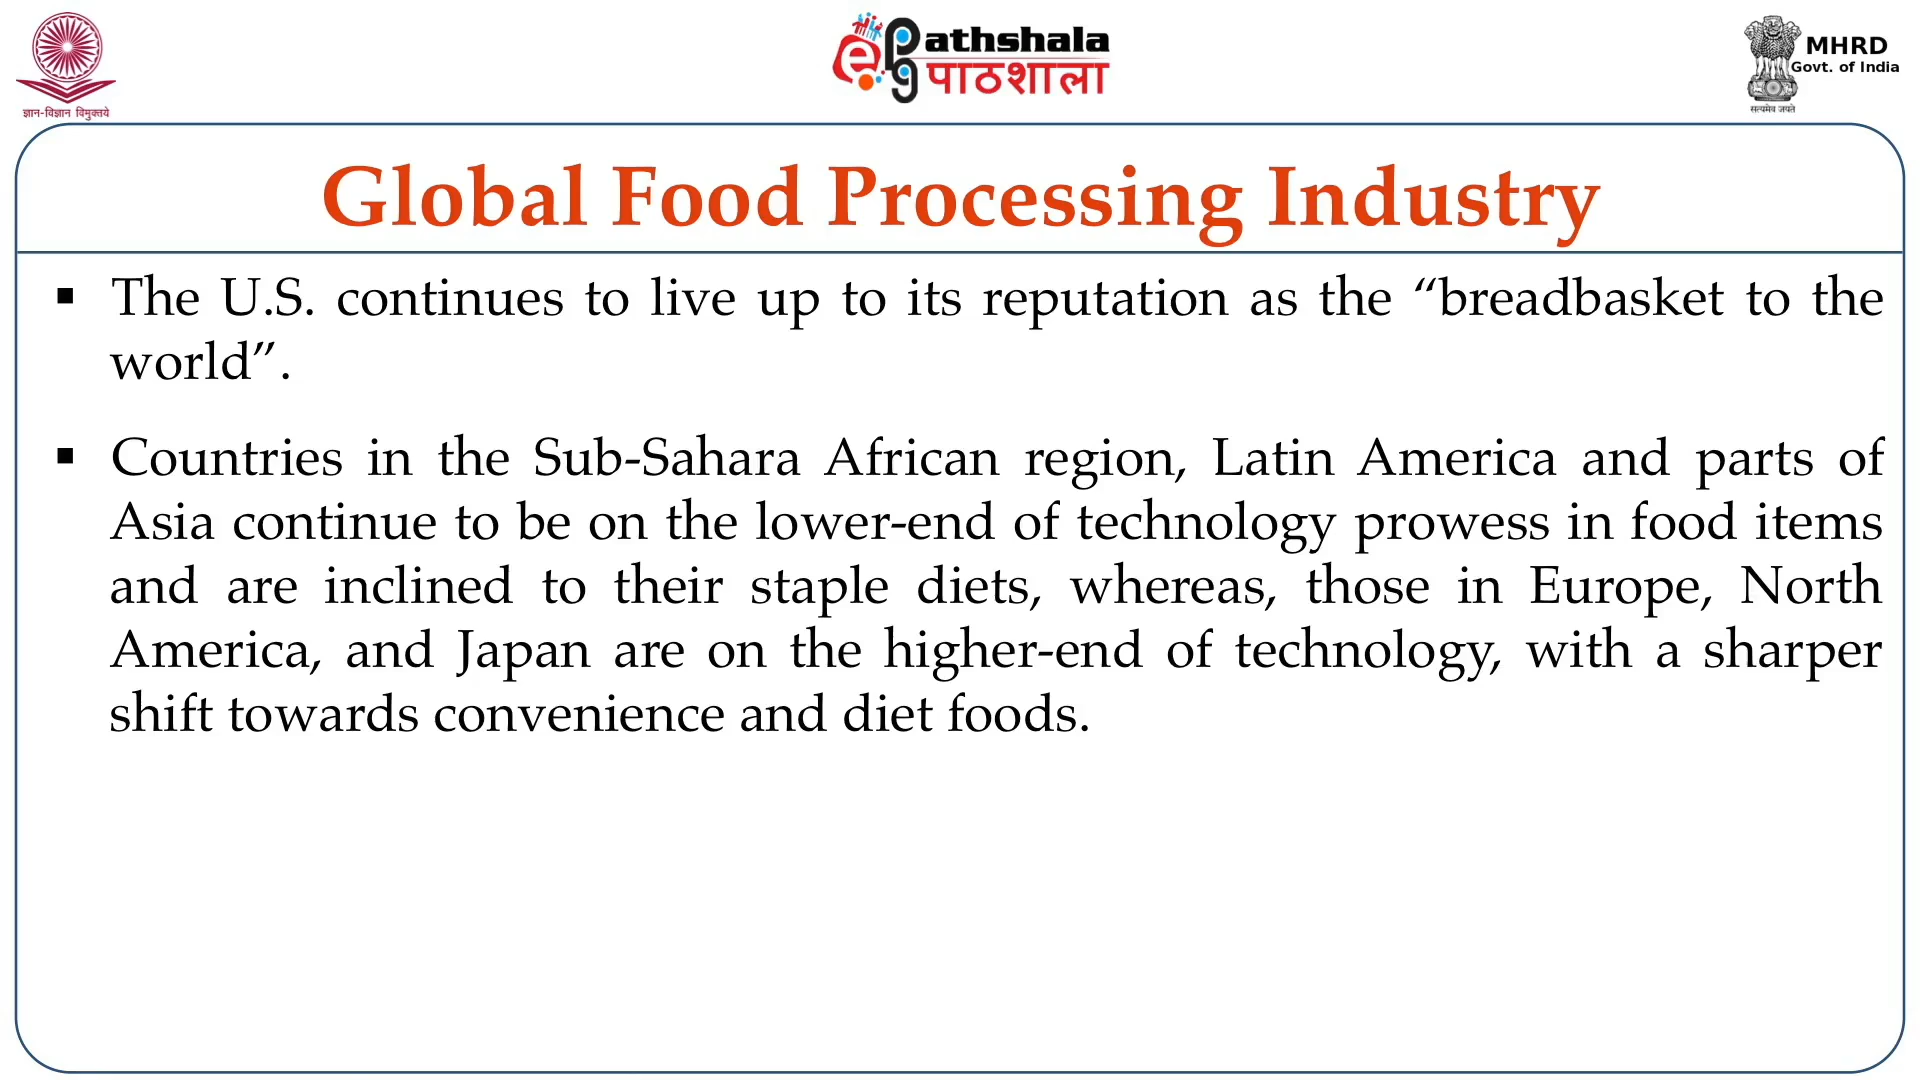 ज्ञान-विज्ञान विमुक्तये
ePG Pathshala
पाठशाला
MHRD
Govt. of India
सत्यमेव जयते
Global Food Processing Industry
▪ The U.S. continues to live up to its reputation as the “breadbasket to the
world”.
▪ Countries in the Sub-Sahara African region, Latin America and parts of
Asia continue to be on the lower-end of technology prowess in food items
and are inclined to their staple diets, whereas, those in Europe, North
America, and Japan are on the higher-end of technology, with a sharper
shift towards convenience and diet foods.